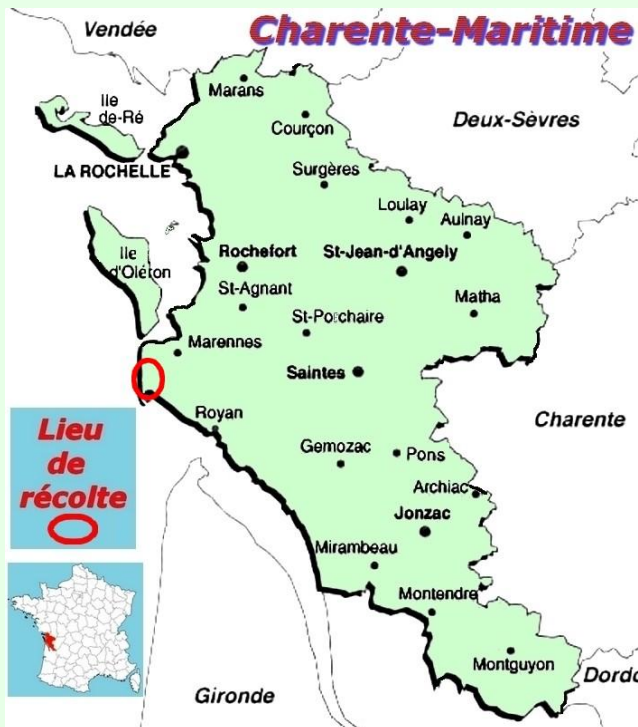 Vendée
Charente-Maritime
Marans
Ile
de-Ré
Courçon
Deux-Sèvres
LA ROCHELLE
Surgères
Loulay
Aulnay
Ile
d'Oléron
Rochefort
St-Jean-d'Angely
St-Agnant
Matha
St-Porchaire
Marennes
Saintes
Charente
Royan
Lieu
de
récolte
Gemozac
Pons
Archiac
Jonzac
Mirambeau
Montendre
Montguyon
Dordo
Gironde